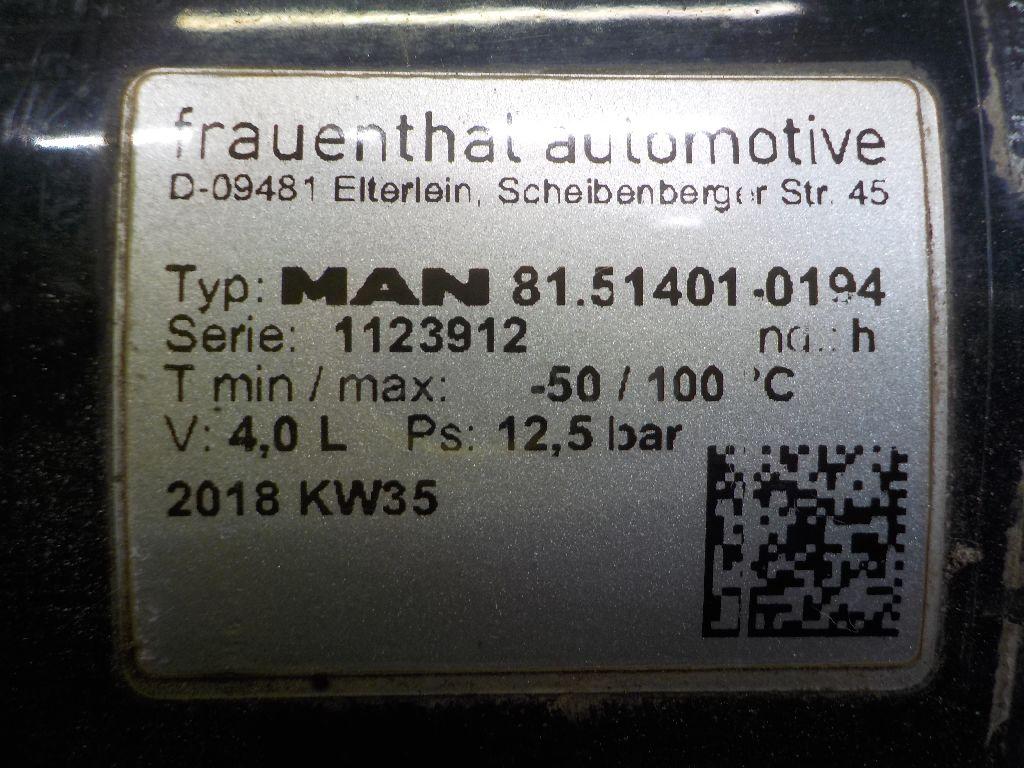 frauenthal automotive
D-09481 Elterlein, Scheibenberger Str. 45
Typ: MAN 81.51401-0194
Serie: 1123912 nd.: h
T min / max: -50 / 100 °C
V: 4,0 L Ps: 12,5 bar
2018 KW35